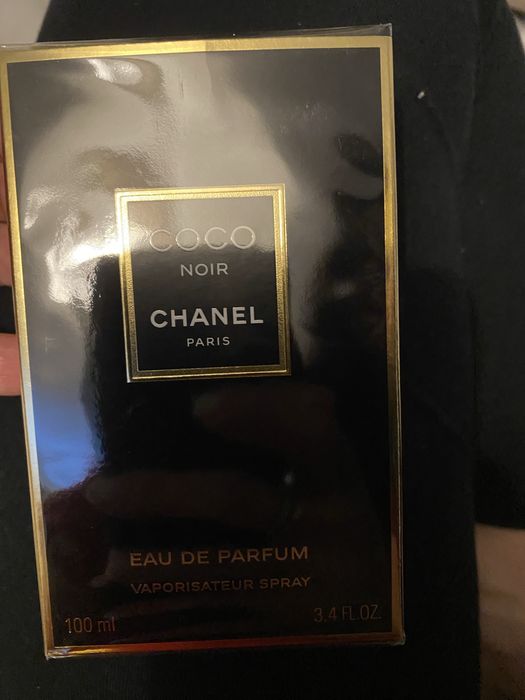 COCO
NOIR
CHANEL
PARIS
EAU DE PARFUM
VAPORISATEUR SPRAY
100 ml 3.4 FL.OZ.